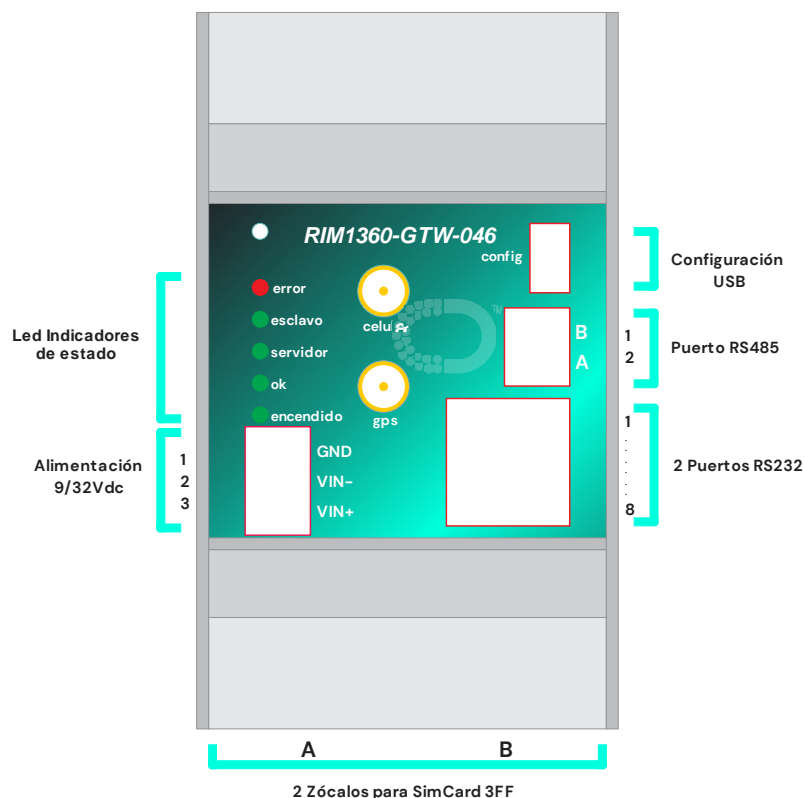 RIM1360-GTW-046
config
error
celular
esclavo
servidor
ok
encendido
gps
B
A
GND
VIN-
VIN+
Led Indicadores
de estado
Alimentación
9/32Vdc
1
2
3
Configuración
USB
1
2
Puerto RS485
1
.
.
.
.
.
8
2 Puertos RS232
TM
A
B
2 Zócalos para SimCard 3FF